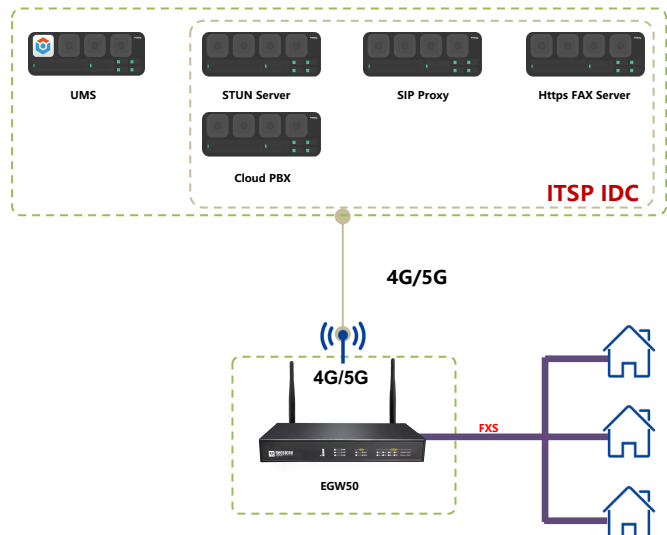 UMS
STUN Server
SIP Proxy
Https FAX Server
Cloud PBX
ITSP IDC
4G/5G
4G/5G
FXS
EGW50